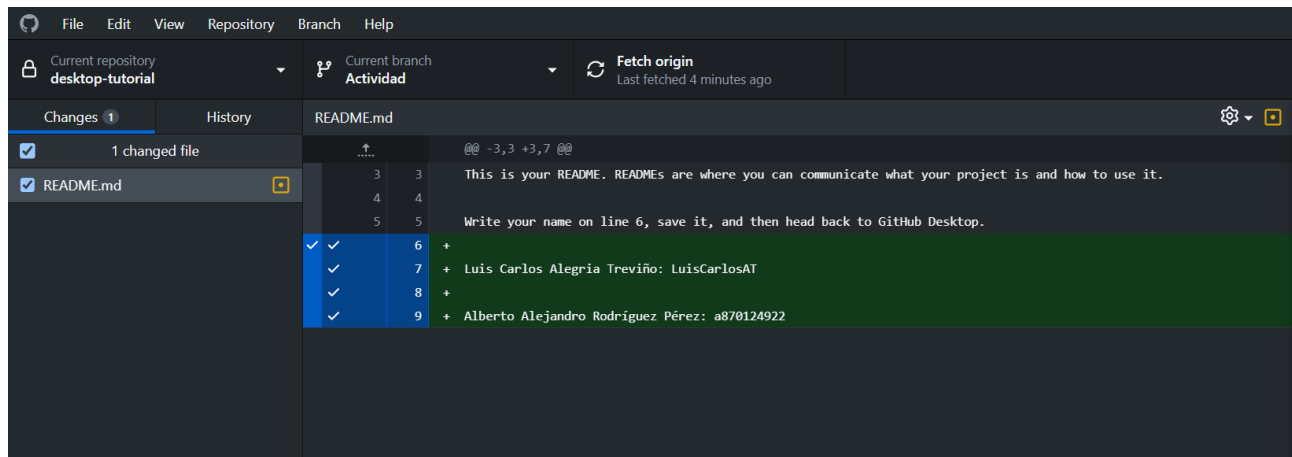 File Edit View Repository Branch Help
Current repository
desktop-tutorial
Current branch
Actividad
Fetch origin
Last fetched 4 minutes ago
Changes 1 History
1 changed file
README.md
README.md
@@ -3,3 +3,7 @@
3 3 This is your README. READMEs are where you can communicate what your project is and how to use it.
4 4
5 5 Write your name on line 6, save it, and then head back to GitHub Desktop.
6 +
7 + Luis Carlos Alegria Treviño: LuisCarlosAT
8 +
9 + Alberto Alejandro Rodríguez Pérez: a870124922